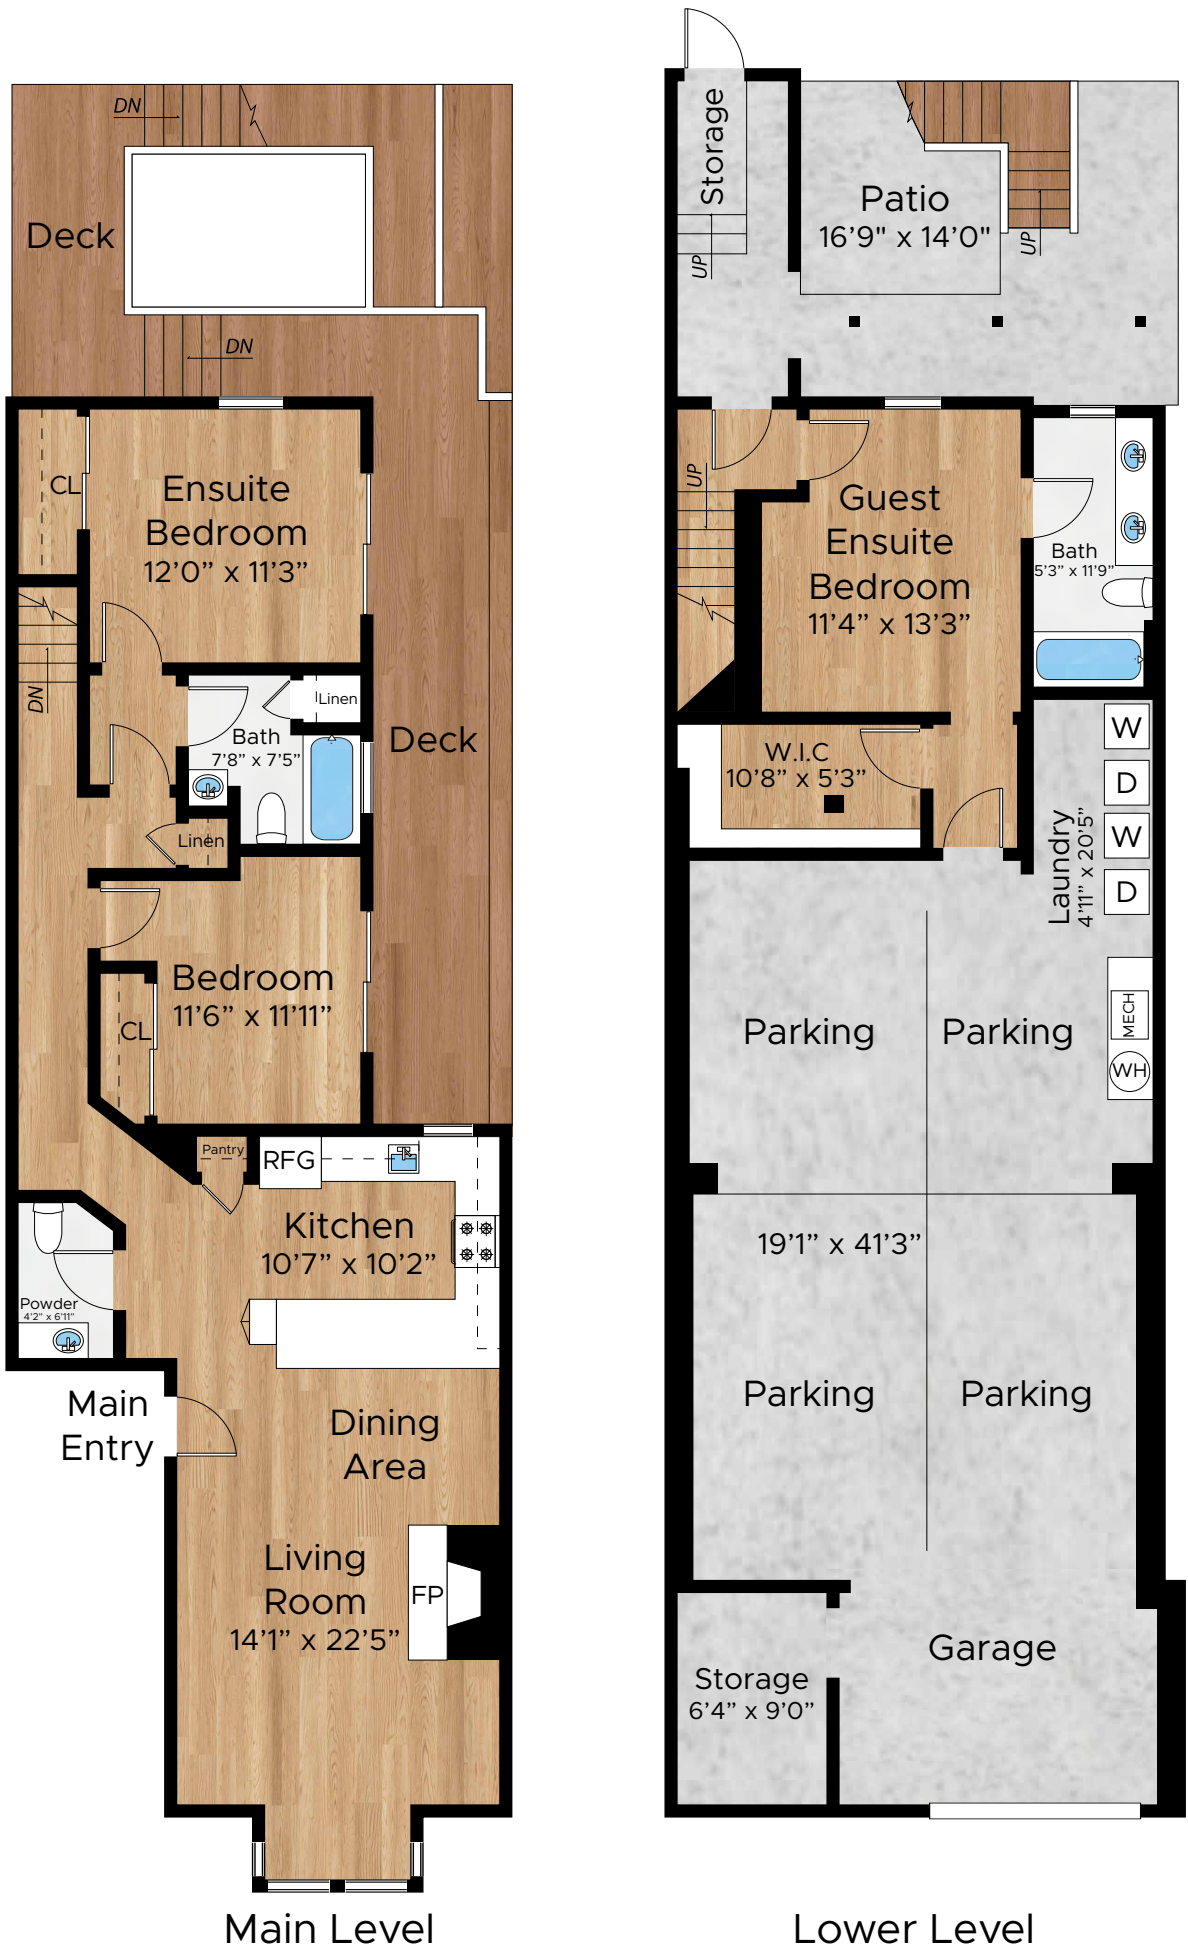 DN
Deck
DN
CL
Ensuite
Bedroom
12'0” x 11'3”
DN
Linen
Bath
7'8” x 7'5”
Deck
Linen
Bedroom
11'6” x 11'11”
CL
Pantry
RFG
Kitchen
10'7” x 10'2”
Powder
4'2” x 6'11”
Main
Entry
Dining
Area
Living
Room
14'1” x 22'5”
FP
Main Level
Storage
UP
Patio
16'9" x 14'0"
UP
UP
Guest
Ensuite
Bedroom
11'4” x 13'3”
Bath
5'3” x 11'9”
W.I.C
10'8” x 5'3”
W
D
W
D
Laundry
4'11” x 20'5”
MECH
WH
Parking
Parking
19'1” x 41'3”
Parking
Parking
Garage
Storage
6'4” x 9'0”
Lower Level